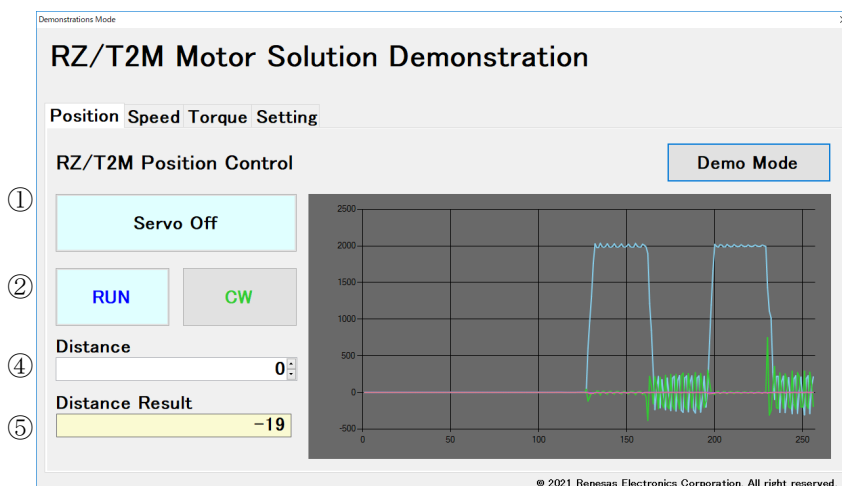 Demonstrations Mode
RZ/T2M Motor Solution Demonstration
Position Speed Torque Setting
RZ/T2M Position Control
Demo Mode
① Servo Off
② RUN CW
Distance
④ 0
Distance Result
⑤ -19
2500
2000
1500
1000
500
0
-500
0 50 100 150 200 250
© 2021 Renesas Electronics Corporation. All right reserved.